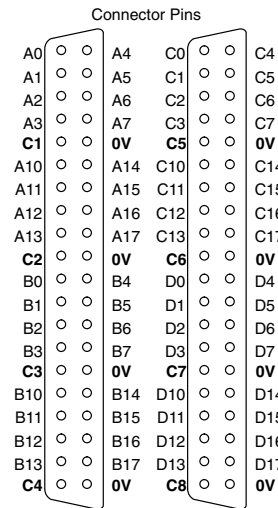 Connector Pins
A0 A4 C0 C4
A1 A5 C1 C5
A2 A6 C2 C6
A3 A7 C3 C7
C1 0V C5 0V
A10 A14 C10 C14
A11 A15 C11 C15
A12 A16 C12 C16
A13 A17 C13 C17
C2 0V C6 0V
B0 B4 D0 D4
B1 B5 D1 D5
B2 B6 D2 D6
B3 B7 D3 D7
C3 0V C7 0V
B10 B14 D10 D14
B11 B15 D11 D15
B12 B16 D12 D16
B13 B17 D13 D17
C4 0V C8 0V